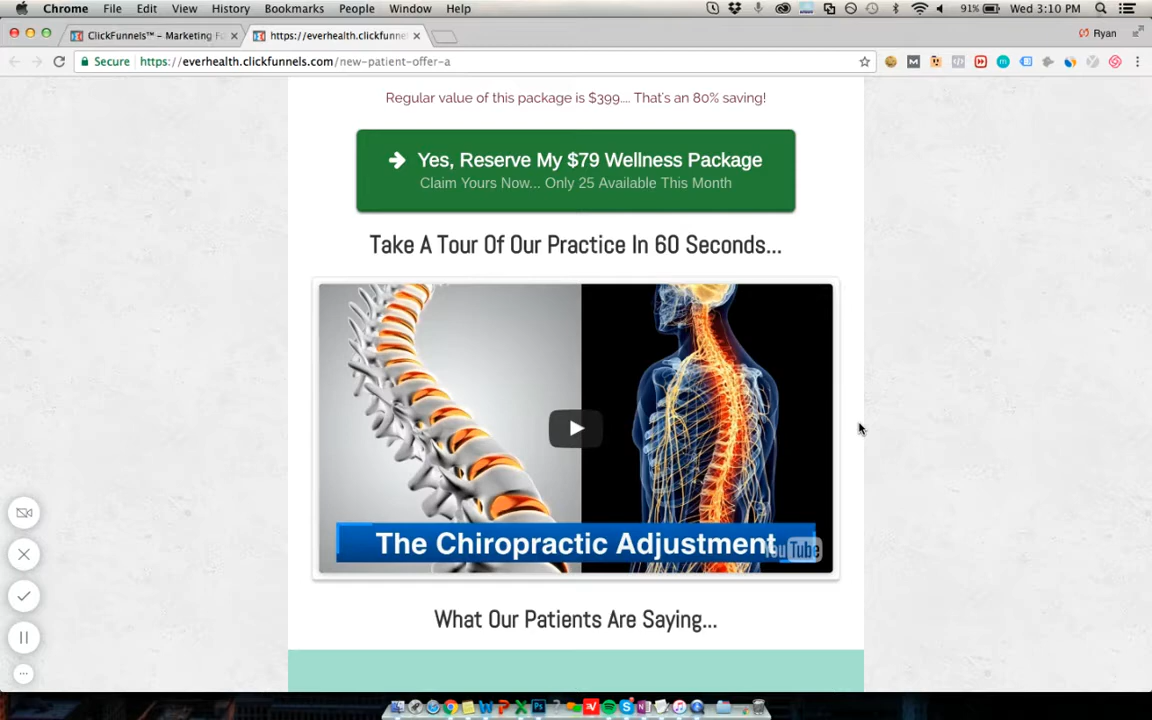 Chrome File Edit View History Bookmarks People Window Help 91% Wed 3:10 PM
ClickFunnels™ – Marketing Fu https://everhealth.clickfunnel Ryan
Secure https://everhealth.clickfunnels.com/new-patient-offer-a
Regular value of this package is $399.... That's an 80% saving!
Yes, Reserve My $79 Wellness Package
Claim Yours Now... Only 25 Available This Month
Take A Tour Of Our Practice In 60 Seconds...
The Chiropractic Adjustment
YouTube
What Our Patients Are Saying...